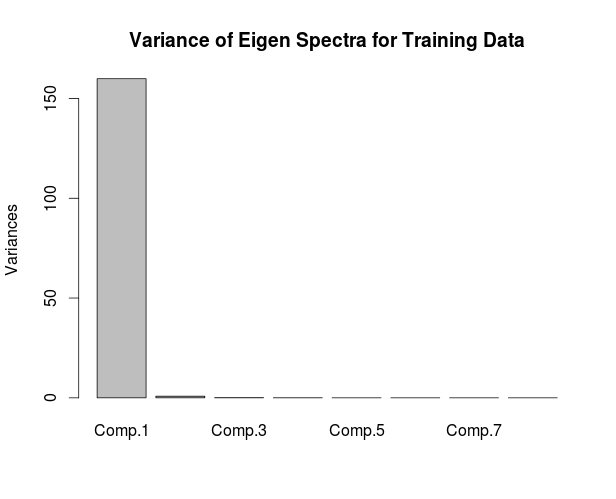 Variance of Eigen Spectra for Training Data
Variances
150
100
50
0
Comp.1 Comp.3 Comp.5 Comp.7